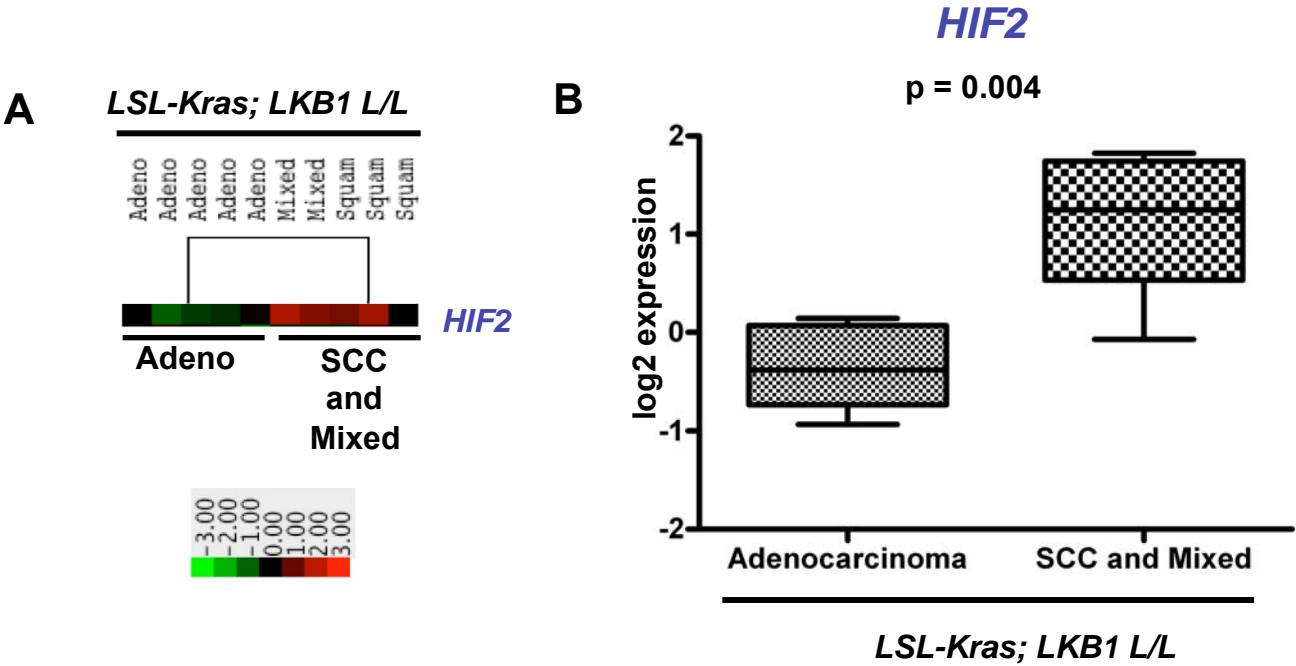 A
LSL-Kras; LKB1 L/L
Adeno
Adeno
Adeno
Adeno
Adeno
Mixed
Mixed
Squam
Squam
Squam
HIF2
Adeno
SCC
and
Mixed
-3.00
-2.00
-1.00
0.00
1.00
2.00
3.00
B
HIF2
p = 0.004
log2 expression
2
1
0
-1
-2
Adenocarcinoma
SCC and Mixed
LSL-Kras; LKB1 L/L